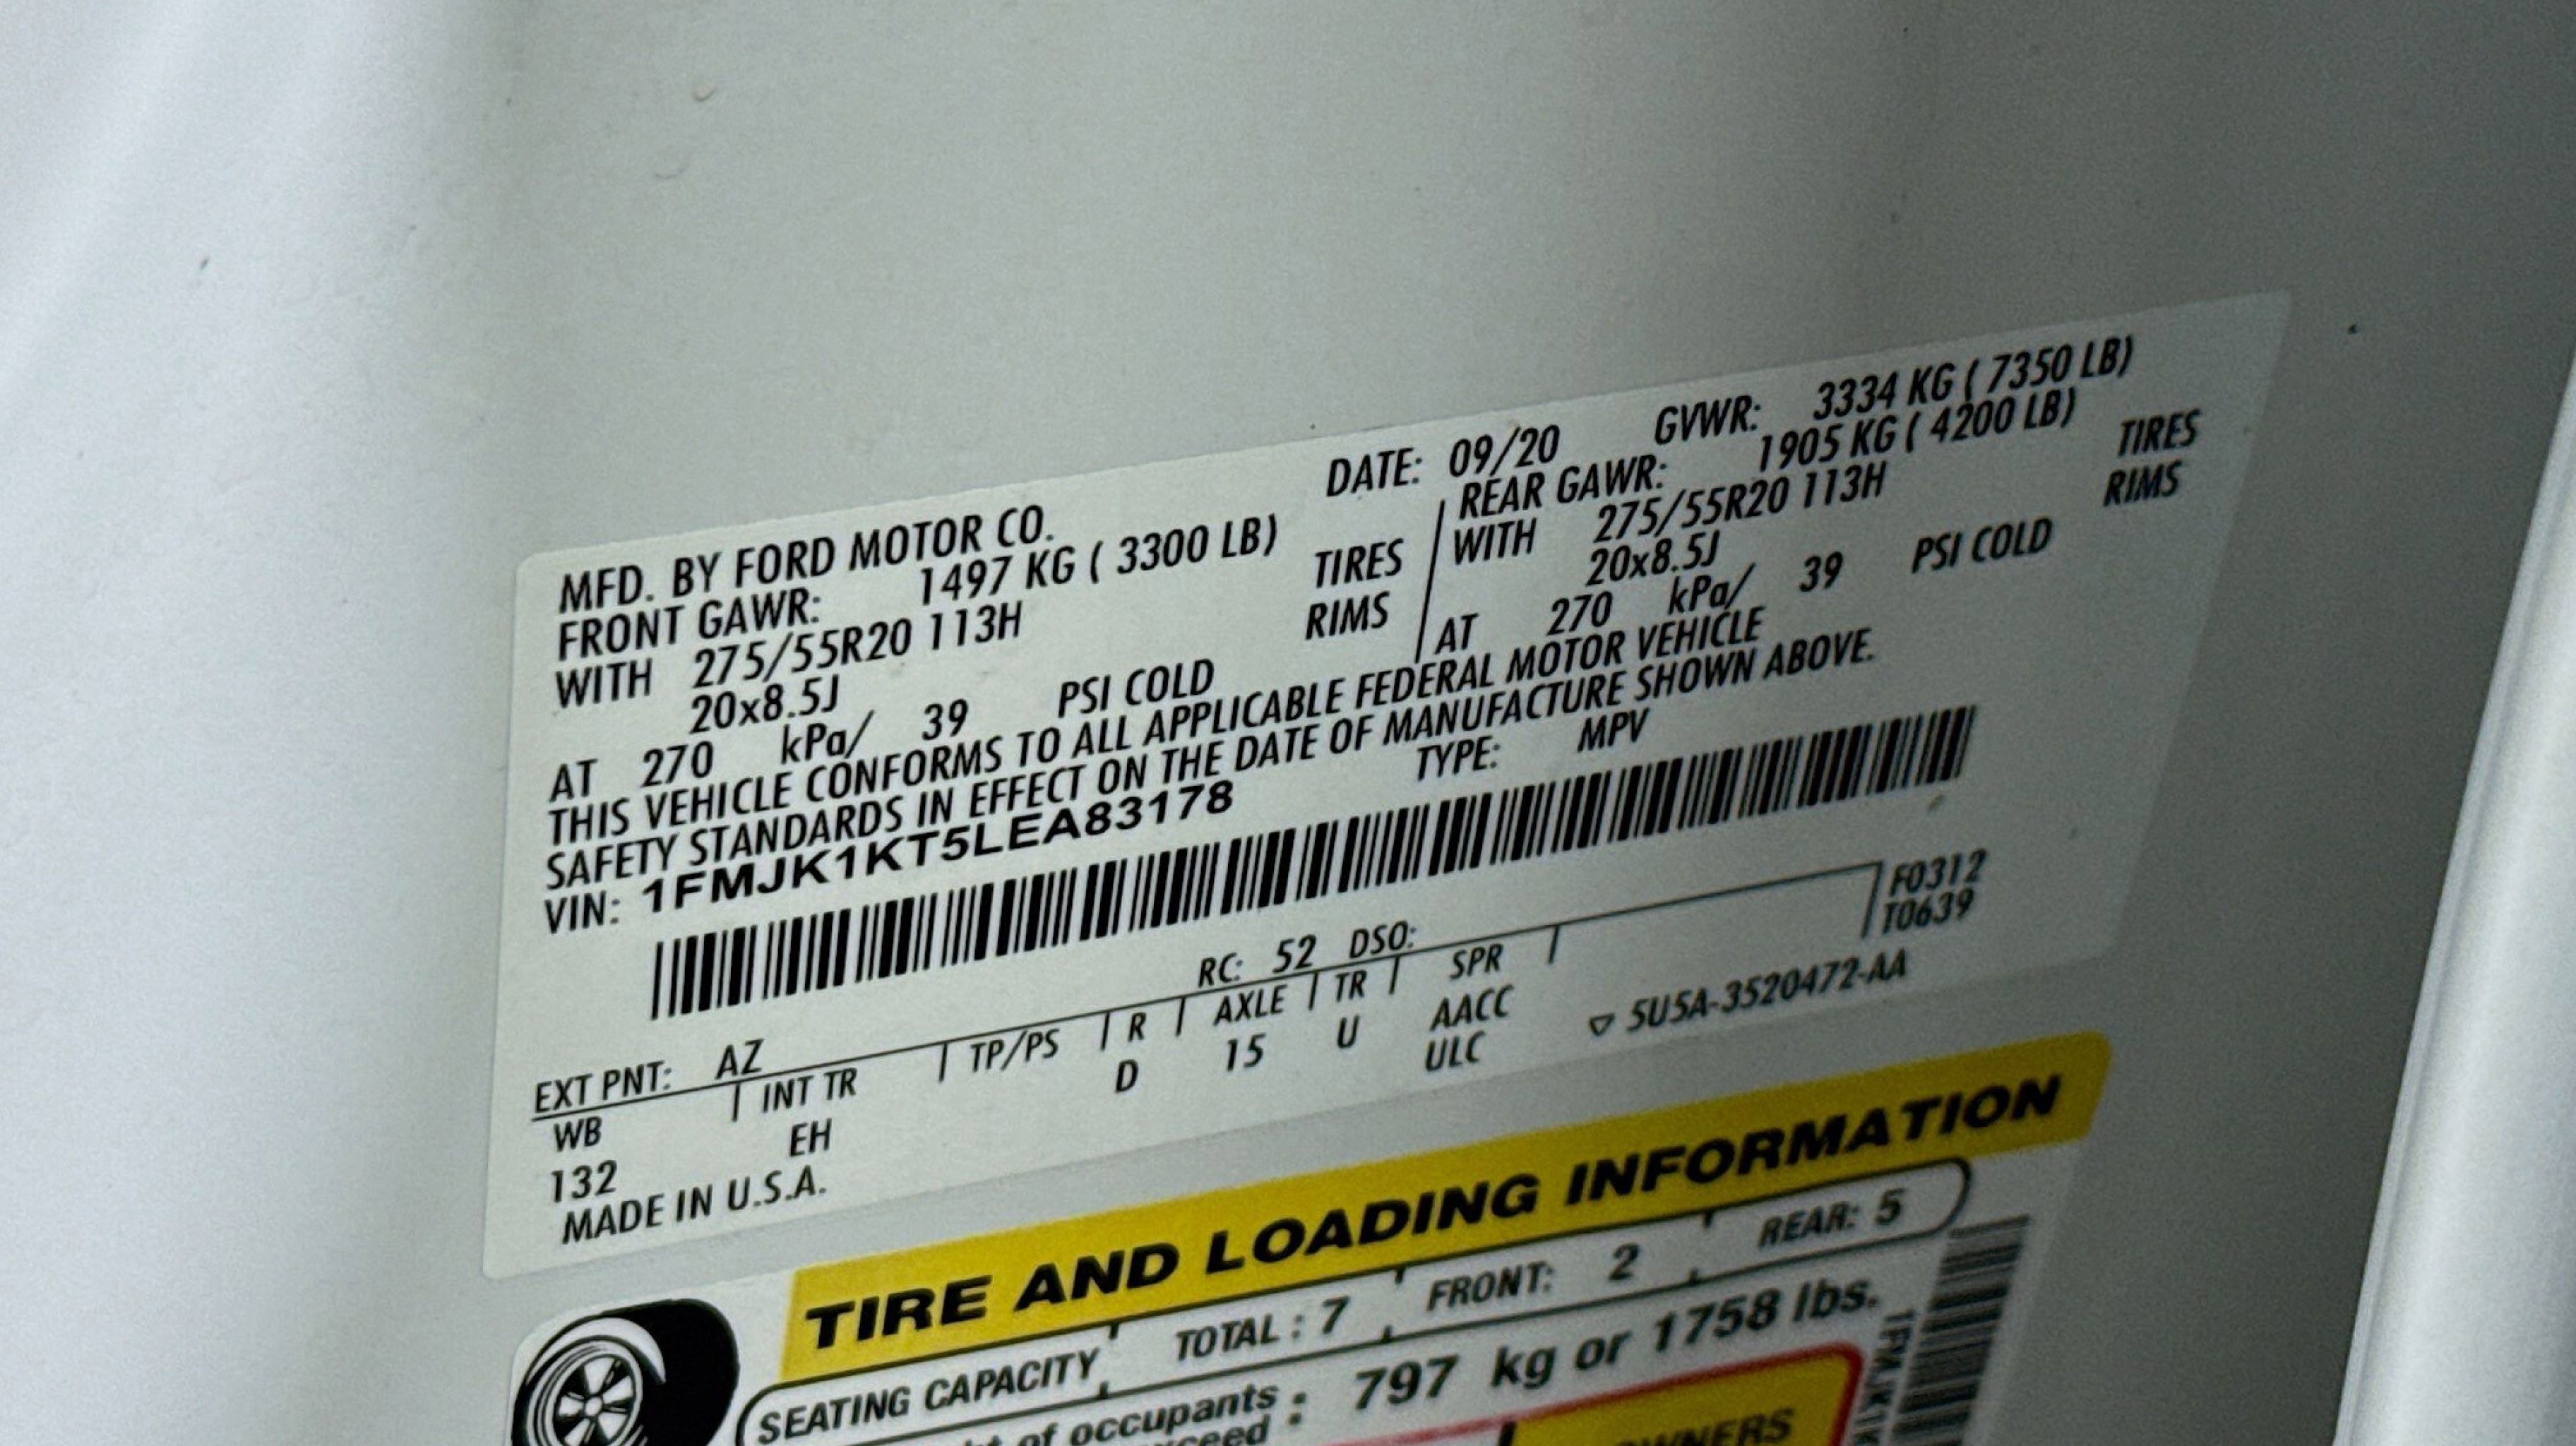 MFD. BY FORD MOTOR CO. DATE: 09/20 GVWR: 3334 KG ( 7350 LB)
FRONT GAWR: 1497 KG ( 3300 LB) REAR GAWR: 1905 KG ( 4200 LB)
WITH 275/55R20 113H TIRES WITH 275/55R20 113H TIRES
20x8.5J RIMS 20x8.5J RIMS
AT 270 kPa/ 39 PSI COLD AT 270 kPa/ 39 PSI COLD
THIS VEHICLE CONFORMS TO ALL APPLICABLE FEDERAL MOTOR VEHICLE
SAFETY STANDARDS IN EFFECT ON THE DATE OF MANUFACTURE SHOWN ABOVE.
VIN: 1FMJK1KT5LEA83178 TYPE: MPV
F0312
T0639
EXT PNT: AZ RC: 52 DSO:
WB INT TR TP/PS R AXLE TR SPR
132 EH D 15 U AACC
ULC
MADE IN U.S.A. ▽ 5U5A-3520472-AA
TIRE AND LOADING INFORMATION
SEATING CAPACITY TOTAL : 7 FRONT: 2 REAR: 5
of occupants : 797 kg or 1758 lbs.